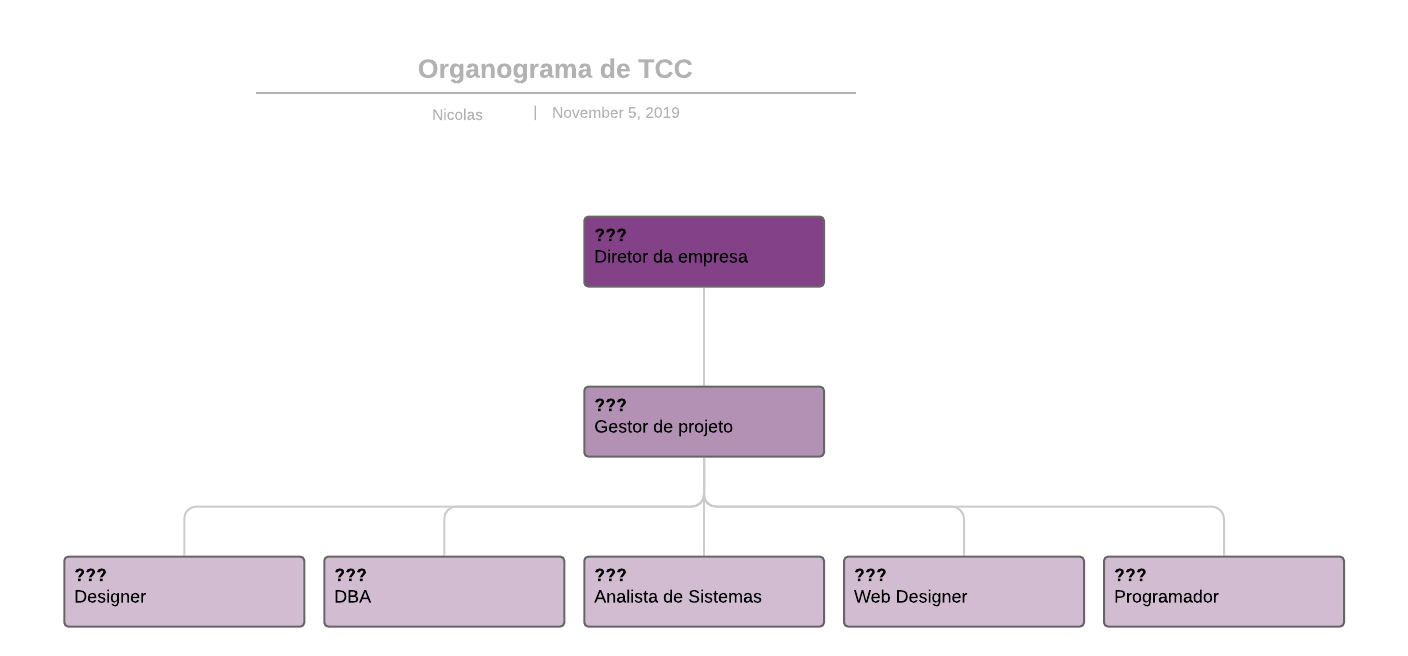 Organograma de TCC
Nicolas | November 5, 2019
???
Diretor da empresa
???
Gestor de projeto
???
Designer
???
DBA
???
Analista de Sistemas
???
Web Designer
???
Programador